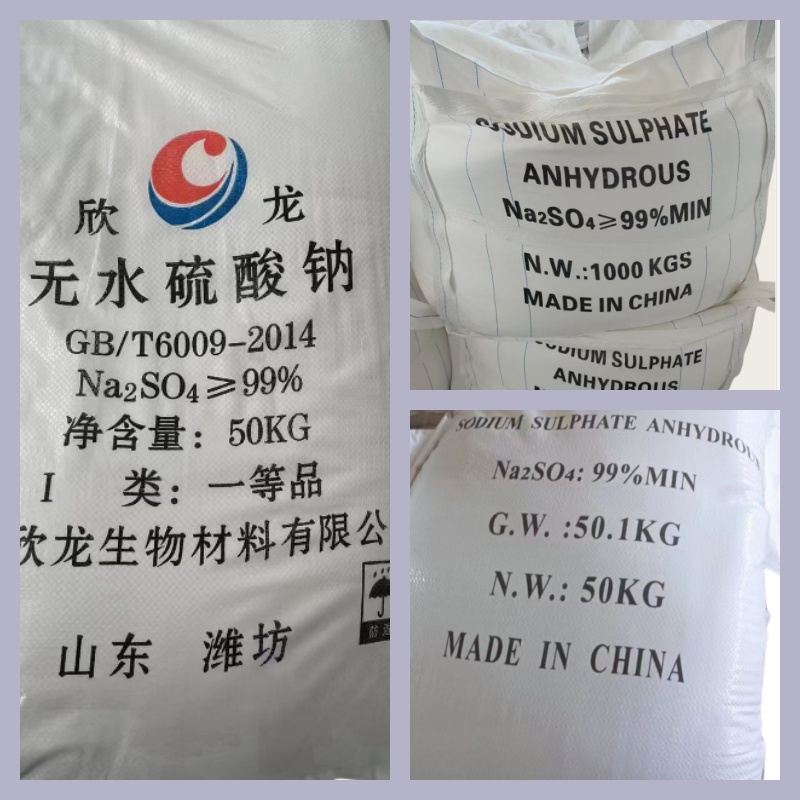 欣 龙
无水硫酸钠
GB/T6009-2014
Na₂SO₄≥99%
净含量：50KG
I 类：一等品
欣龙生物材料有限公
山东 潍坊
SODIUM SULPHATE
ANHYDROUS
Na₂SO₄≥99%MIN
N.W.:1000 KGS
MADE IN CHINA
SODIUM SULPHATE
ANHYDROUS
SODIUM SULPHATE ANHYDROUS
Na₂SO₄: 99%MIN
G.W. :50.1KG
N.W.: 50KG
MADE IN CHINA